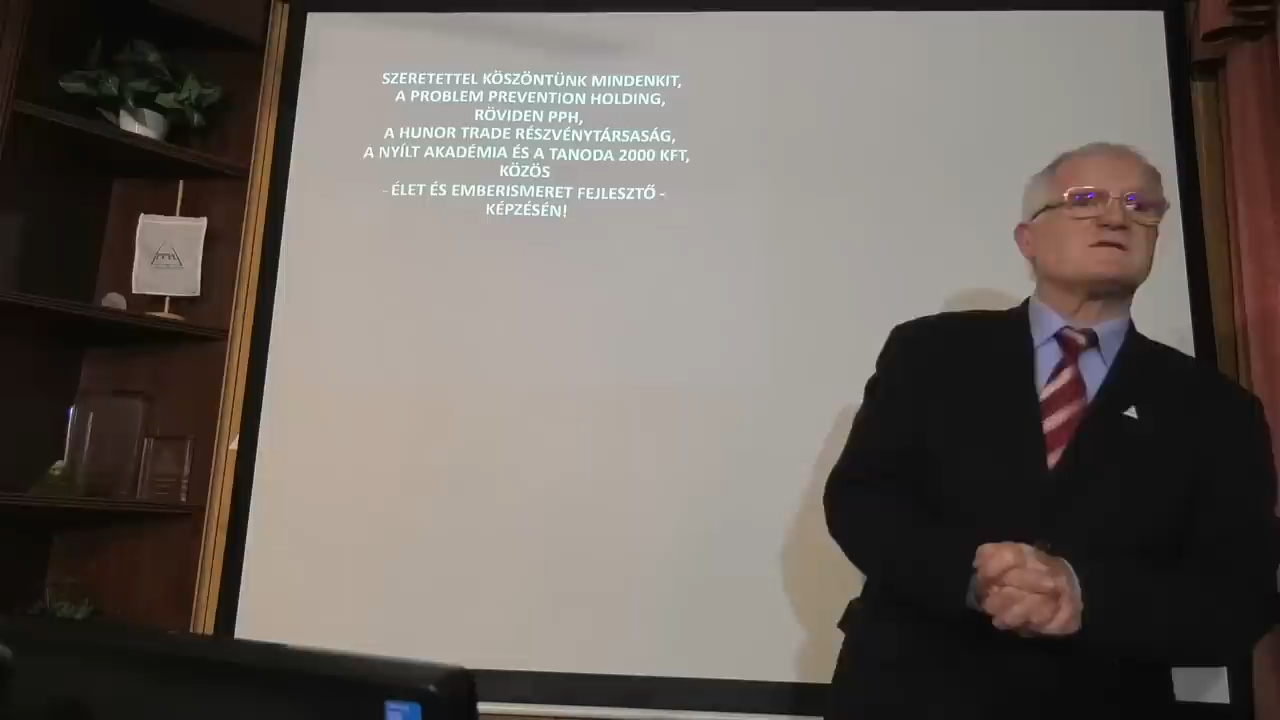 SZERETETTEL KÖSZÖNTÜNK MINDENKIT,
A PROBLEM PREVENTION HOLDING,
RÖVIDEN PPH,
A HUNOR TRADE RÉSZVÉNYTÁRSASÁG,
A NYÍLT AKADÉMIA ÉS A TANODA 2000 KFT,
KÖZÖS
- ÉLET ÉS EMBERISMERET FEJLESZTŐ -
KÉPZÉSÉN!